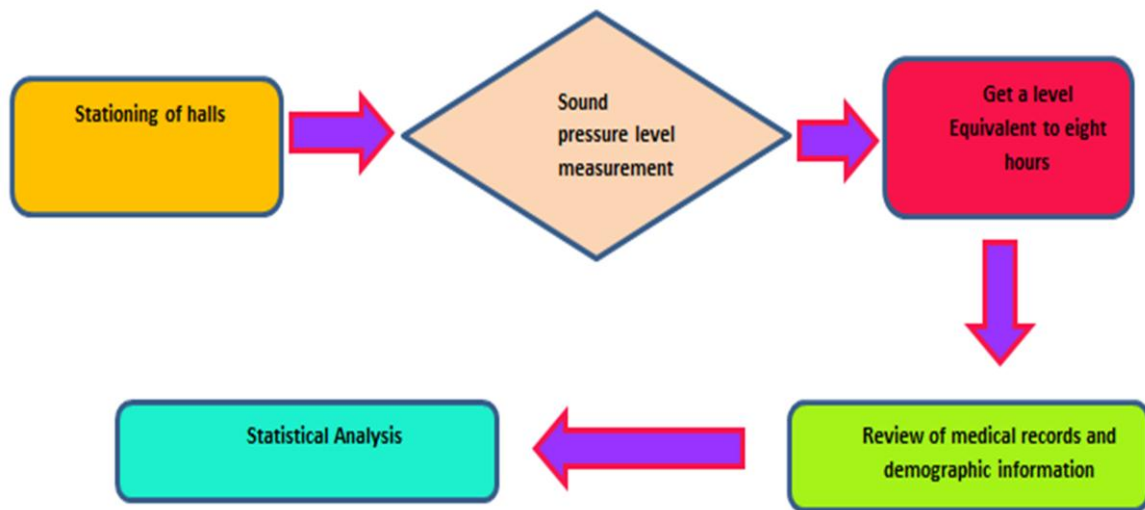 Stationing of halls
Sound
pressure level
measurement
Get a level
Equivalent to eight
hours
Review of medical records and
demographic information
Statistical Analysis